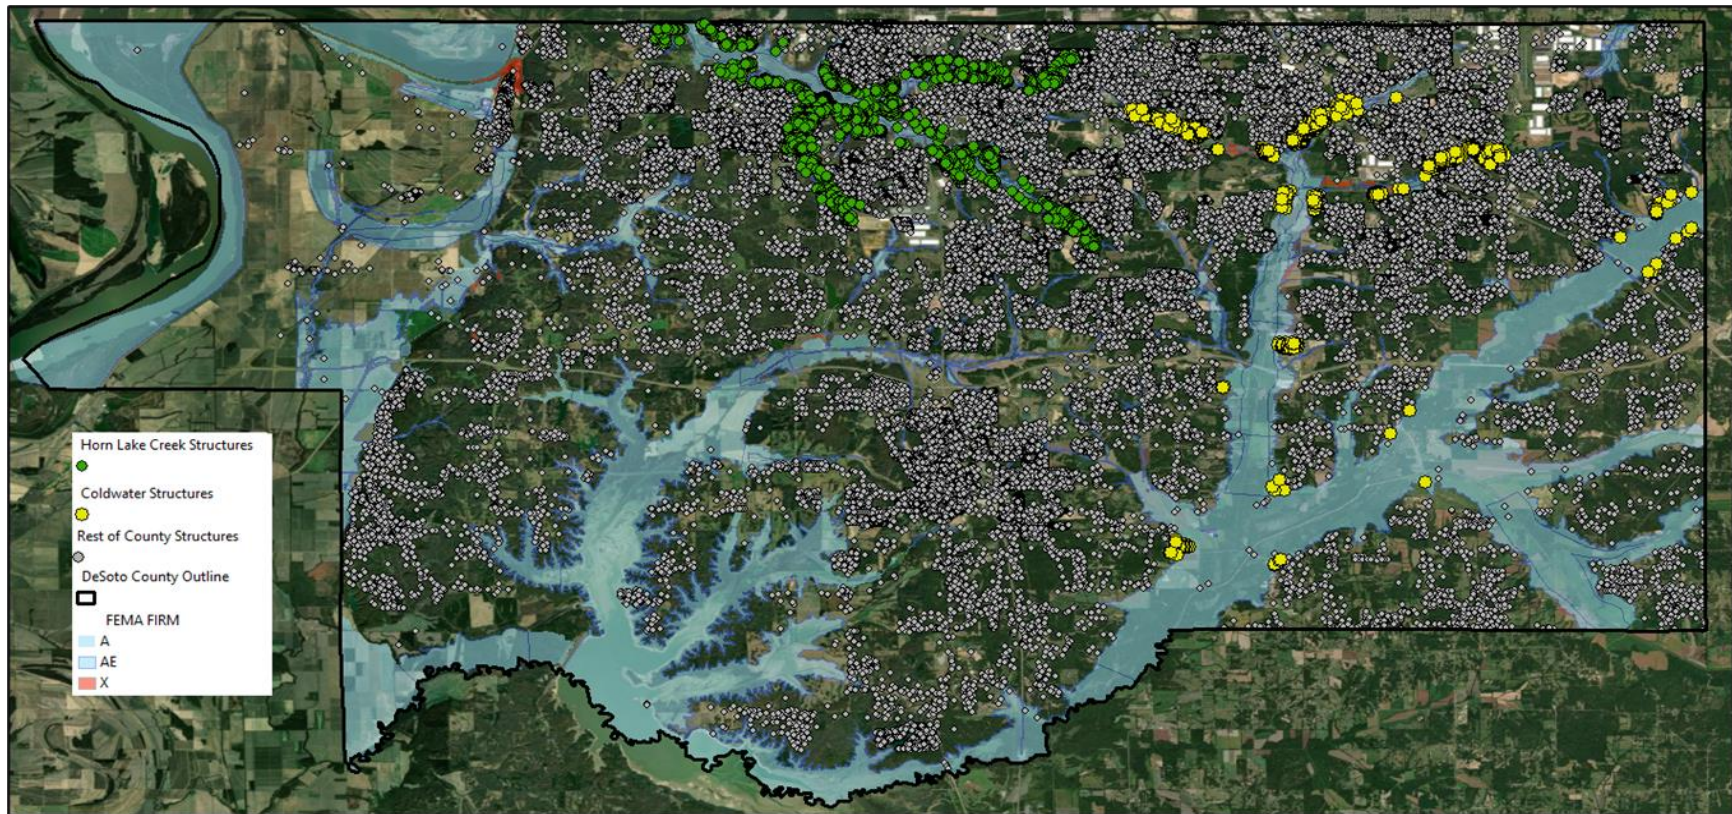 Horn Lake Creek Structures
Coldwater Structures
Rest of County Structures
DeSoto County Outline
FEMA FIRM
A
AE
X